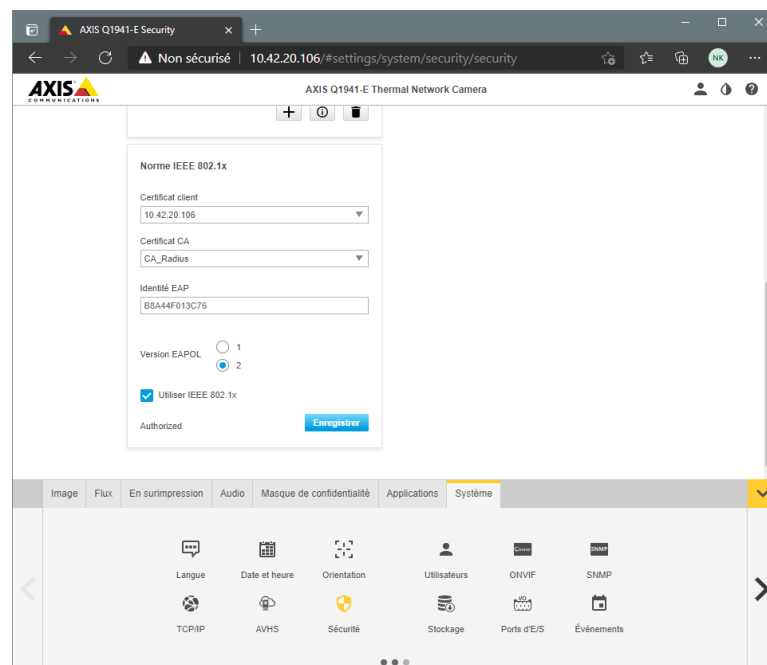 AXIS Q1941-E Security
Non sécurisé | 10.42.20.106/#settings/system/security/security
NK
AXIS
COMMUNICATIONS
AXIS Q1941-E Thermal Network Camera
Norme IEEE 802.1x
Certificat client
10.42.20.106
Certificat CA
CA_Radius
Identité EAP
B8A44F013C76
Version EAPOL
1
2
Utiliser IEEE 802.1x
Authorized
Enregistrer
Image Flux En surimpression Audio Masque de confidentialité Applications Système
ONVIF SNMP
Langue Date et heure Orientation Utilisateurs ONVIF SNMP
I/O
TCP/IP AVHS Sécurité Stockage Ports d'E/S Événements